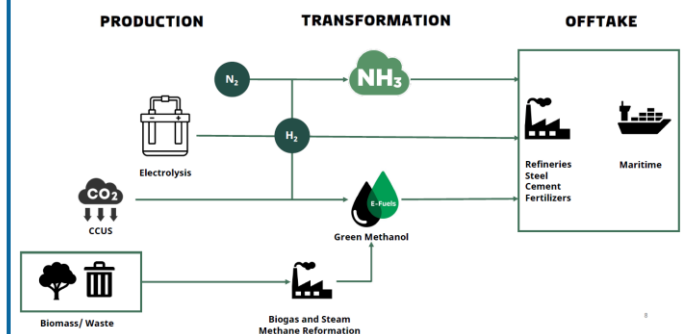 PRODUCTION
TRANSFORMATION
OFFTAKE
N₂
NH₃
H₂
Electrolysis
Refineries
Steel
Cement
Fertilizers
Maritime
CO₂
CCUS
E-Fuels
Green Methanol
Biomass/ Waste
Biogas and Steam
Methane Reformation